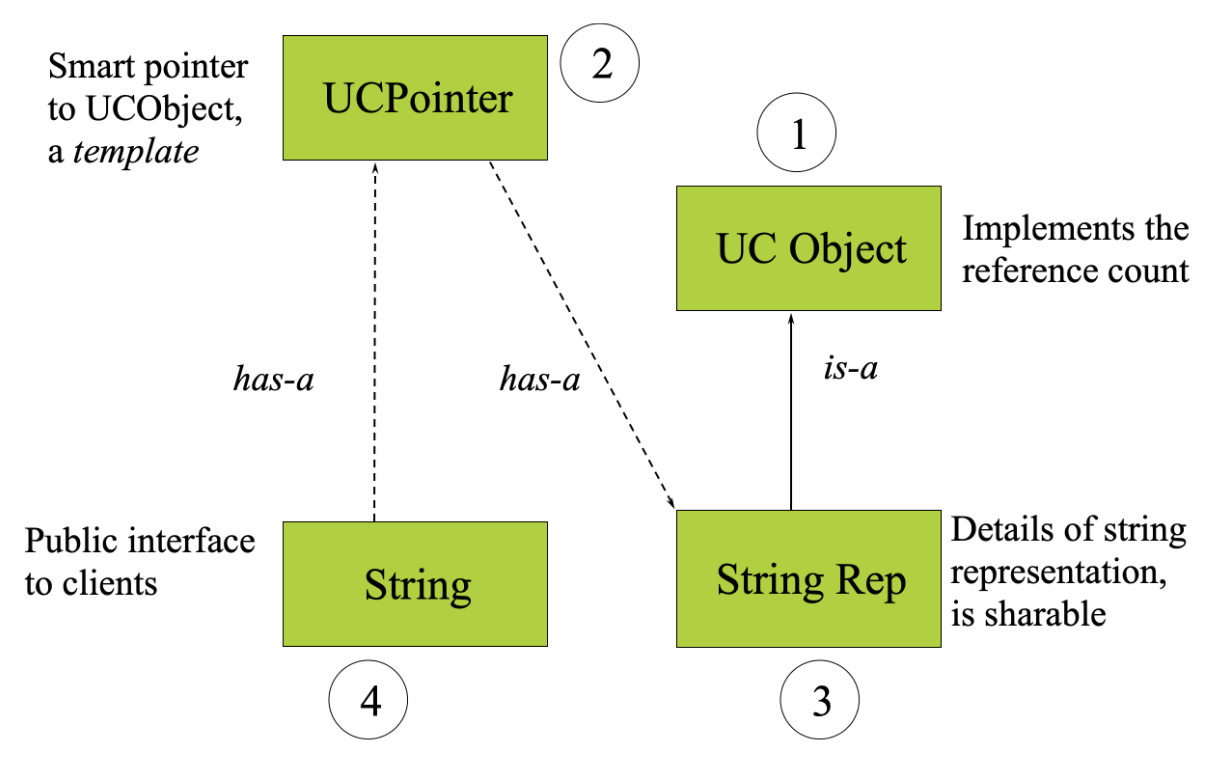 Smart pointer
to UCObject,
a template
UCPointer
2
1
UC Object
Implements the
reference count
has-a
has-a
is-a
Public interface
to clients
String
String Rep
Details of string
representation,
is sharable
4
3